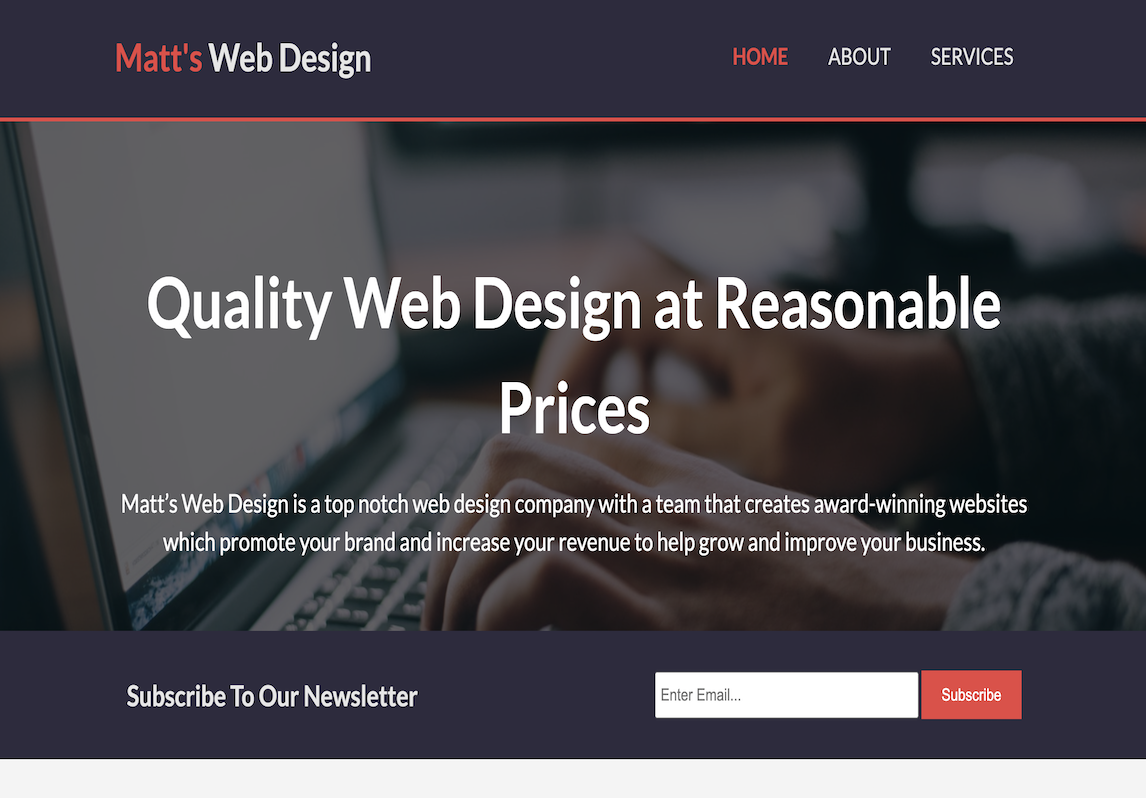 Matt's Web Design
HOME ABOUT SERVICES
Quality Web Design at Reasonable
Prices
Matt’s Web Design is a top notch web design company with a team that creates award-winning websites
which promote your brand and increase your revenue to help grow and improve your business.
Subscribe To Our Newsletter
Enter Email...
Subscribe